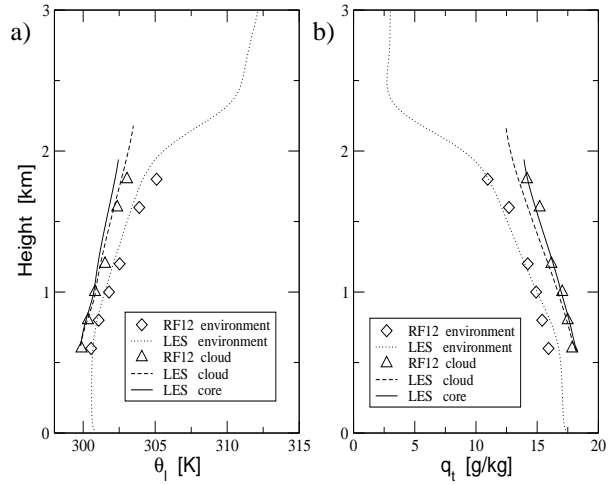 a)
b)
3
3
2
2
1
1
0
0
Height [km]
RF12 environment
LES environment
RF12 cloud
LES cloud
LES core
RF12 environment
LES environment
RF12 cloud
LES cloud
LES core
300 305 310 315
0 5 10 15 20
θl [K]
qt [g/kg]